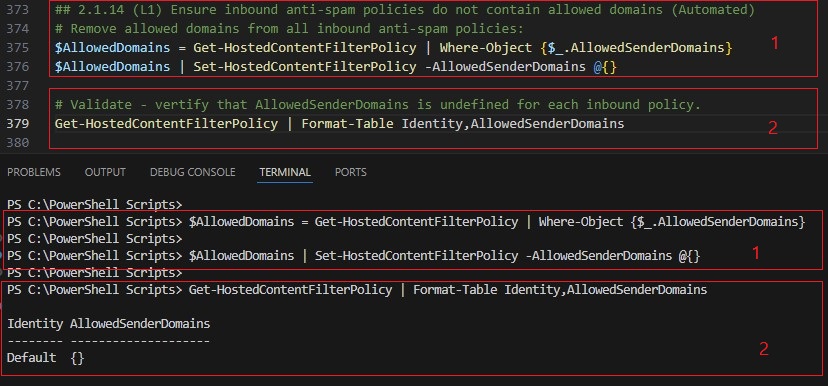 373 ## 2.1.14 (L1) Ensure inbound anti-spam policies do not contain allowed domains (Automated)
374 # Remove allowed domains from all inbound anti-spam policies:
375 $AllowedDomains = Get-HostedContentFilterPolicy | Where-Object {$_.AllowedSenderDomains}
1
376 $AllowedDomains | Set-HostedContentFilterPolicy -AllowedSenderDomains @{}
377
378 # Validate - vertify that AllowedSenderDomains is undefined for each inbound policy.
379 Get-HostedContentFilterPolicy | Format-Table Identity,AllowedSenderDomains
2
380
PROBLEMS OUTPUT DEBUG CONSOLE TERMINAL PORTS
PS C:\PowerShell Scripts>
PS C:\PowerShell Scripts> $AllowedDomains = Get-HostedContentFilterPolicy | Where-Object {$_.AllowedSenderDomains}
PS C:\PowerShell Scripts>
PS C:\PowerShell Scripts> $AllowedDomains | Set-HostedContentFilterPolicy -AllowedSenderDomains @{}
1
PS C:\PowerShell Scripts>
PS C:\PowerShell Scripts> Get-HostedContentFilterPolicy | Format-Table Identity,AllowedSenderDomains
Identity AllowedSenderDomains
-------- --------------------
Default {}
2